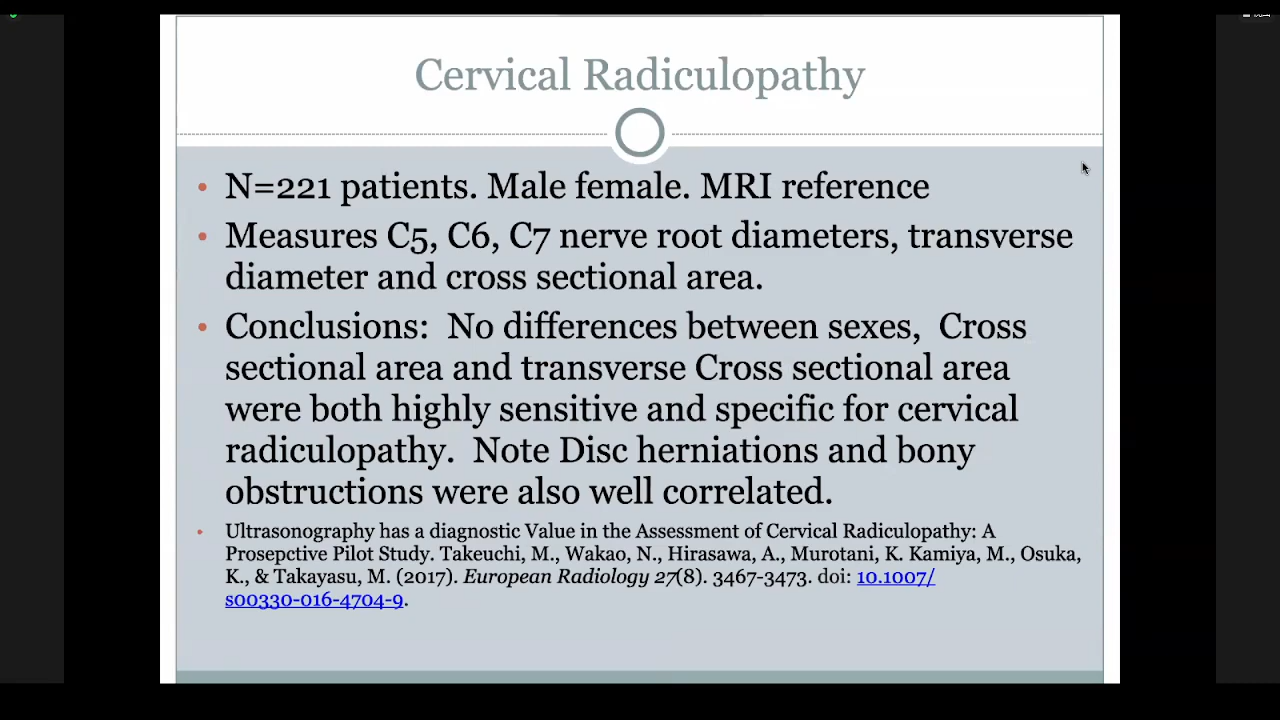 Cervical Radiculopathy
• N=221 patients. Male female. MRI reference
• Measures C5, C6, C7 nerve root diameters, transverse
diameter and cross sectional area.
• Conclusions:  No differences between sexes,  Cross
sectional area and transverse Cross sectional area
were both highly sensitive and specific for cervical
radiculopathy.  Note Disc herniations and bony
obstructions were also well correlated.
• Ultrasonography has a diagnostic Value in the Assessment of Cervical Radiculopathy: A
Prosepctive Pilot Study. Takeuchi, M., Wakao, N., Hirasawa, A., Murotani, K. Kamiya, M., Osuka,
K., & Takayasu, M. (2017). European Radiology 27(8). 3467-3473. doi: 10.1007/
s00330-016-4704-9.